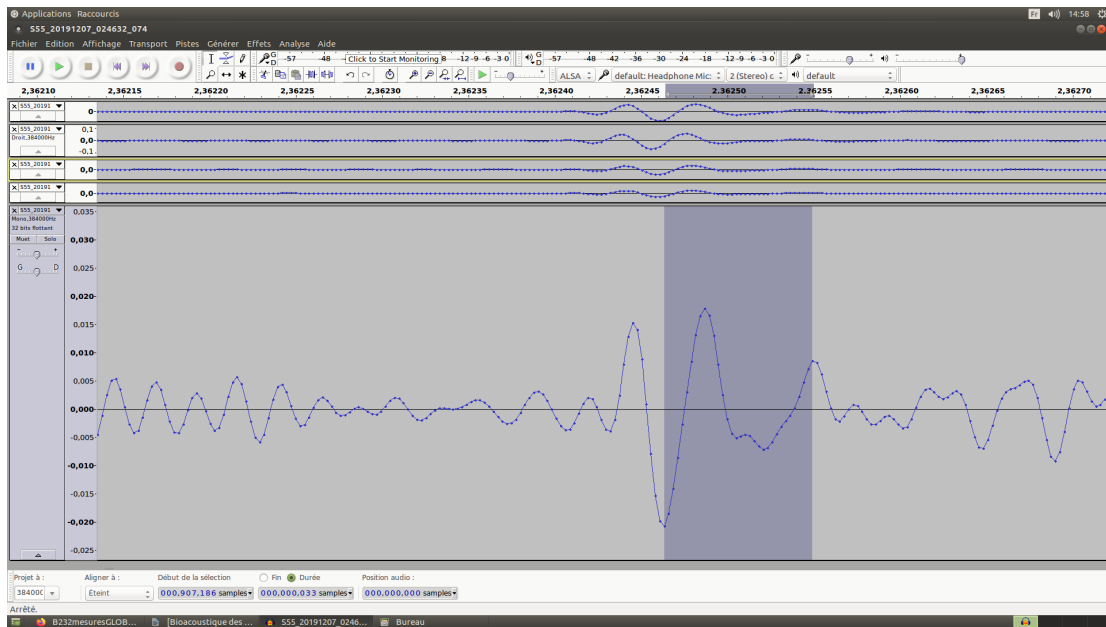 Applications Raccourcis
Fr 14:58
S55_20191207_024632_074
Fichier Edition Affichage Transport Pistes Générer Effets Analyse Aide
G D -57 -48 Click to Start Monitoring 8 -12 -9 -6 -3 0
G D -57 -48 -42 -36 -30 -24 -18 -12 -9 -6 -3 0
ALSA default: Headphone Mic: 2 (Stereo) c default
2,36210 2,36215 2,36220 2,36225 2,36230 2,36235 2,36240 2,36245 2,36250 2,36255 2,36260 2,36265 2,36270
S55_20191
0-
S55_20191
Droit,384000Hz
0,1
0,0-
-0,1
S55_20191
0,0-
S55_20191
0,0-
S55_20191
Mono,384000Hz
32 bits flottant
Muet Solo
- +
G D
0,035
0,030
0,025
0,020
0,015
0,010
0,005
0,000
-0,005
-0,010
-0,015
-0,020
-0,025
Projet à : Aligner à : Début de la sélection Fin Durée Position audio :
38400 Éteint 000,907,186 samples 000,000,033 samples 000,000,000 samples
Arrêté.
B232mesuresGLOB... [Bioacoustique des ... S55_20191207_0246... Bureau